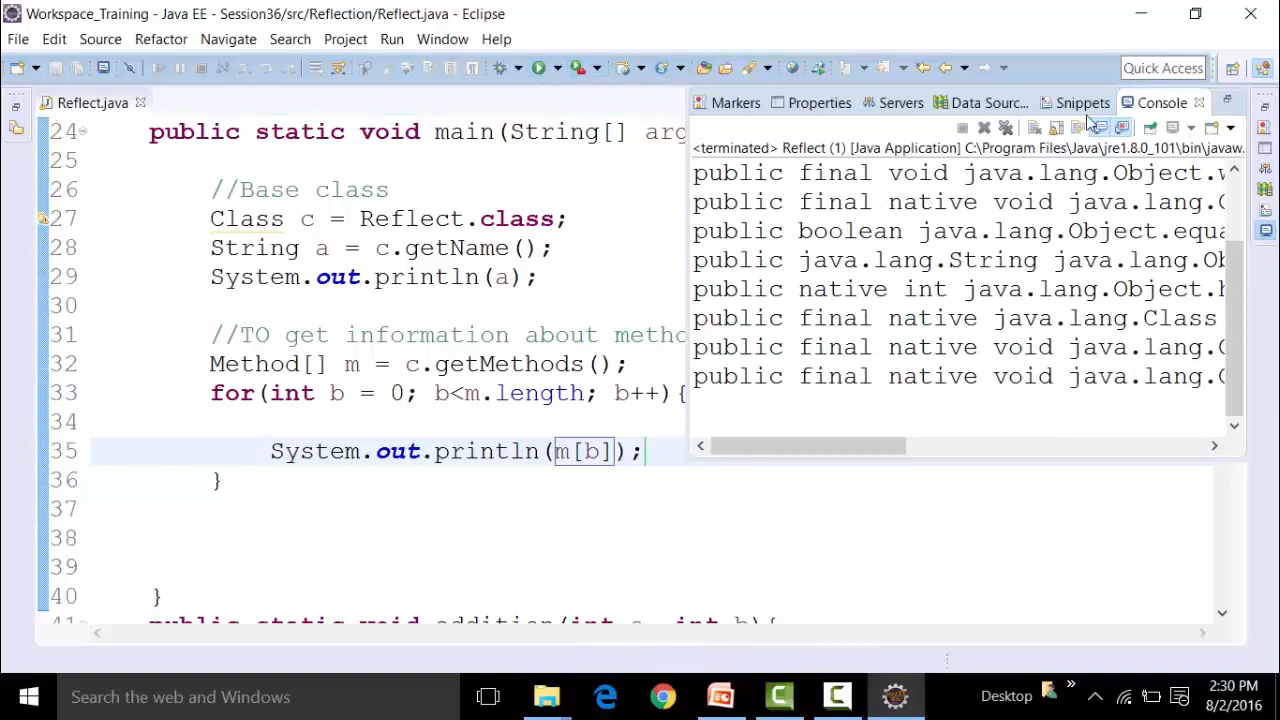 Workspace_Training - Java EE - Session36/src/Reflection/Reflect.java - Eclipse
File Edit Source Refactor Navigate Search Project Run Window Help
Quick Access
Reflect.java
24 public static void main(String[] arg
25
26 //Base class
27 Class c = Reflect.class;
28 String a = c.getName();
29 System.out.println(a);
30
31 //TO get information about metho
32 Method[] m = c.getMethods();
33 for(int b = 0; b<m.length; b++){
34
35 System.out.println(m[b]);
36 }
37
38
39
40 }
41 public static void addition(int a, int b){
Markers Properties Servers Data Sourc... Snippets Console
<terminated> Reflect (1) [Java Application] C:\Program Files\Java\jre1.8.0_101\bin\javaw.
public final void java.lang.Object.w
public final native void java.lang.O
public boolean java.lang.Object.equa
public java.lang.String java.lang.Ob
public native int java.lang.Object.h
public final native java.lang.Class
public final native void java.lang.O
public final native void java.lang.O
Search the web and Windows
Desktop
2:30 PM
8/2/2016